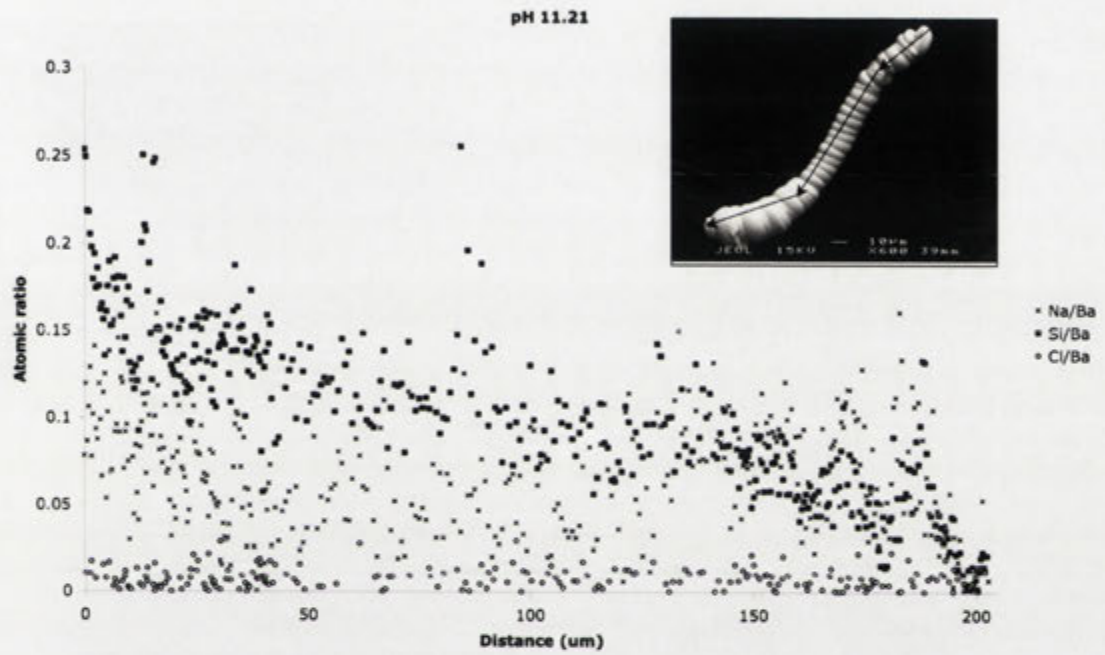 pH 11.21
0.3
0.25
0.2
0.15
0.1
0.05
0
Atomic ratio
0 50 100 150 200
Distance (um)
JEOL 15KV 10µm
X600 39mm
Na/Ba
Si/Ba
Cl/Ba